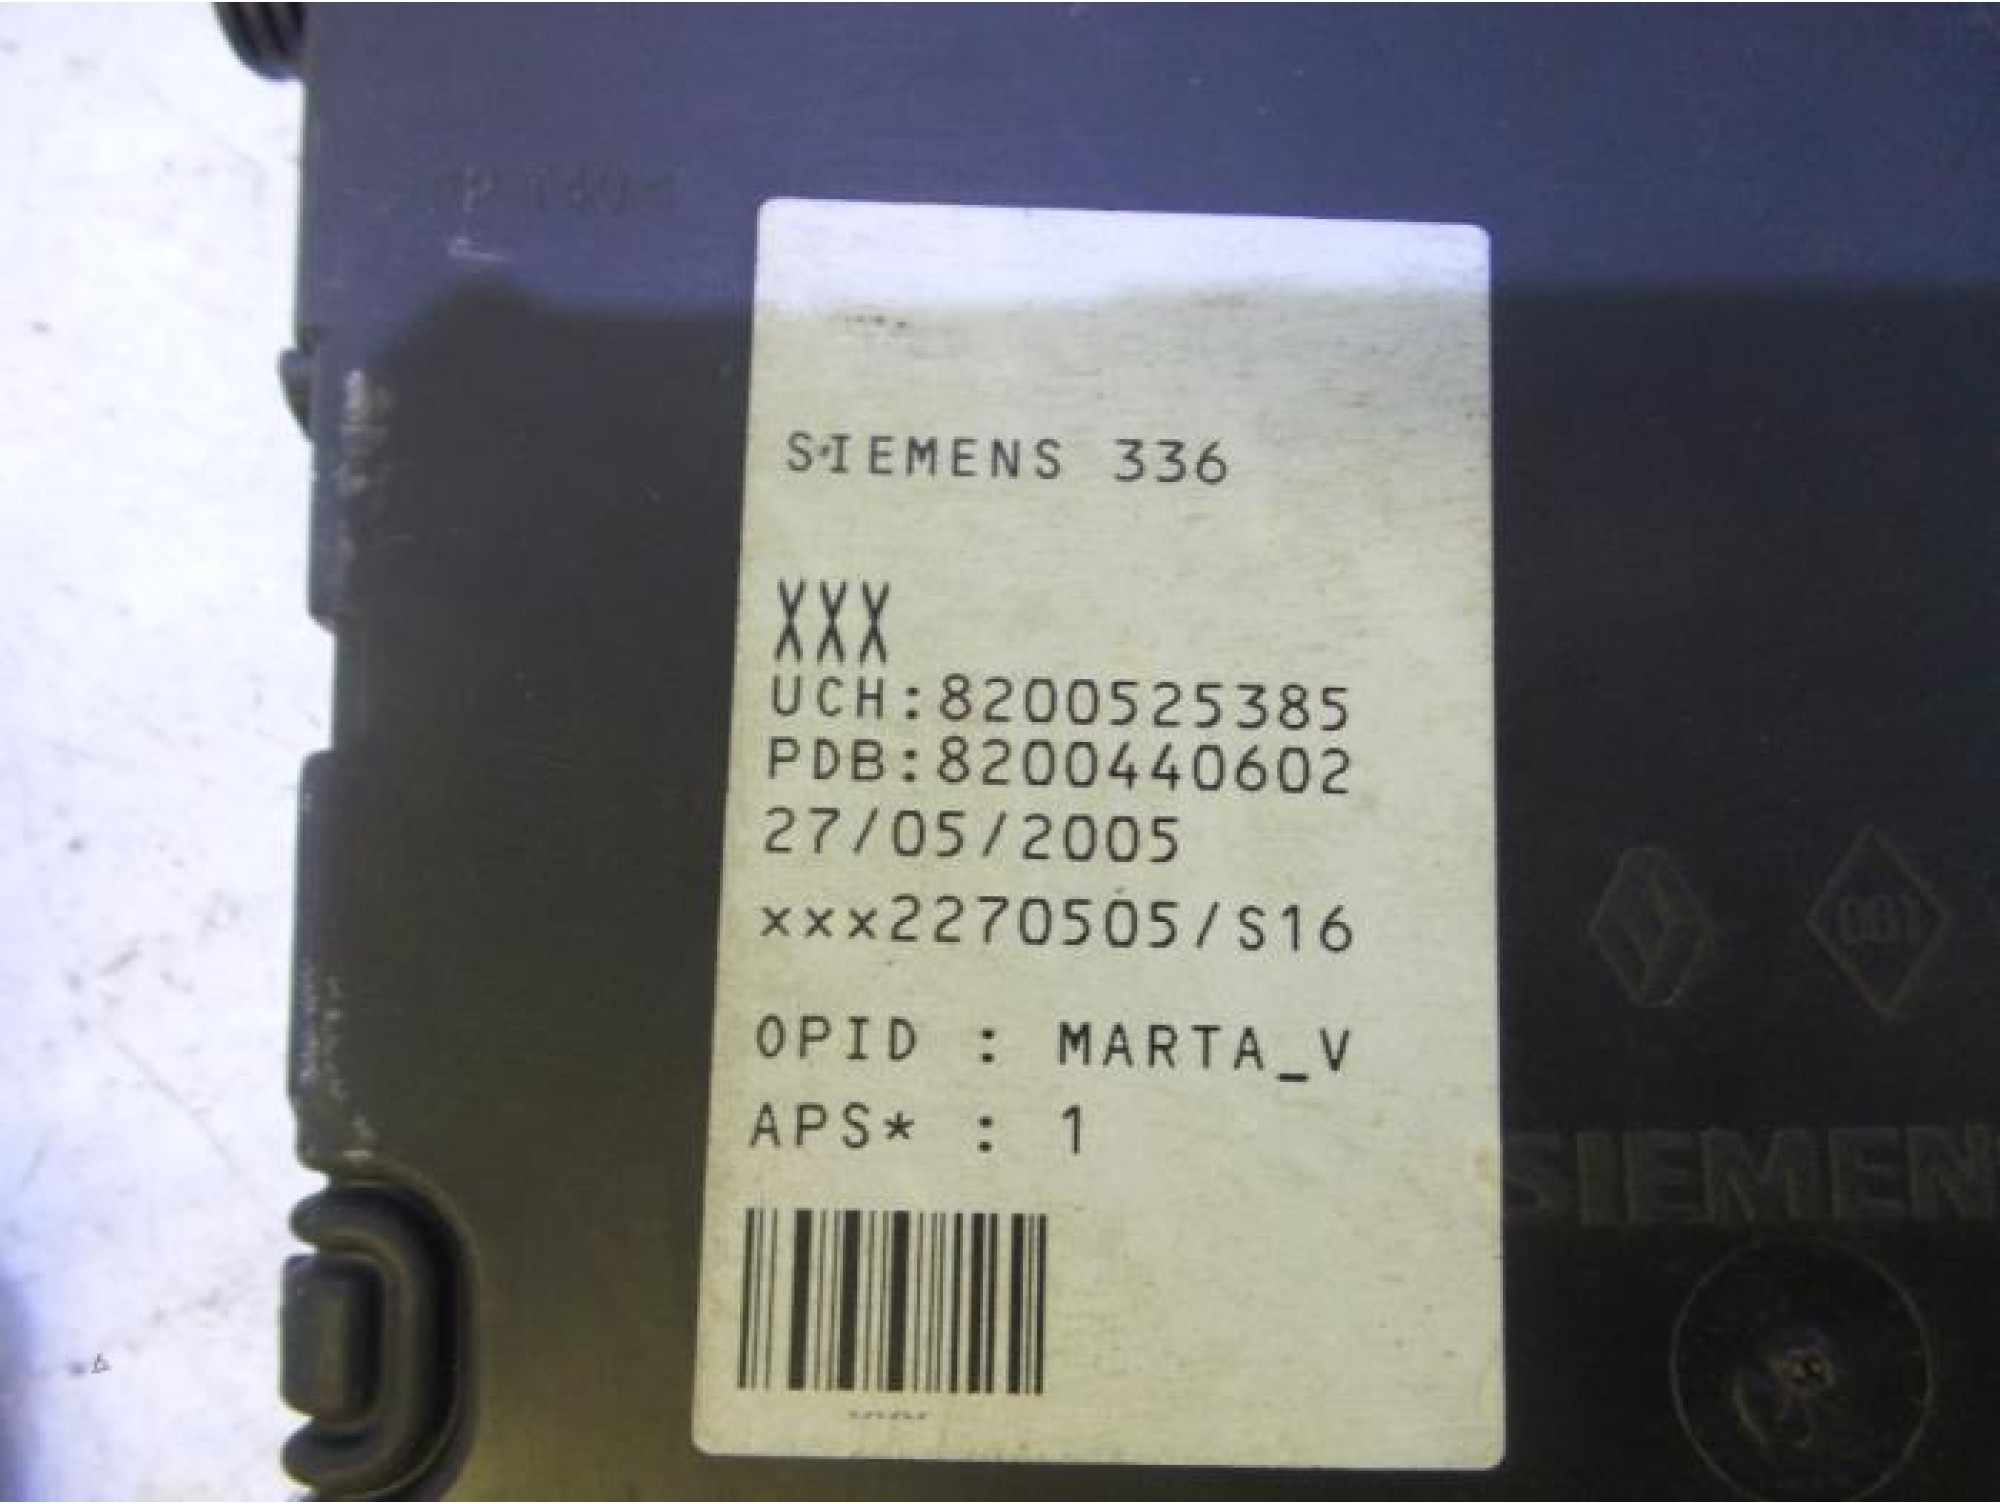 SIEMENS 336
XXX
UCH:8200525385
PDB:8200440602
27/05/2005
xxx2270505/S16
OPID : MARTA_V
APS* : 1
SIEMEN